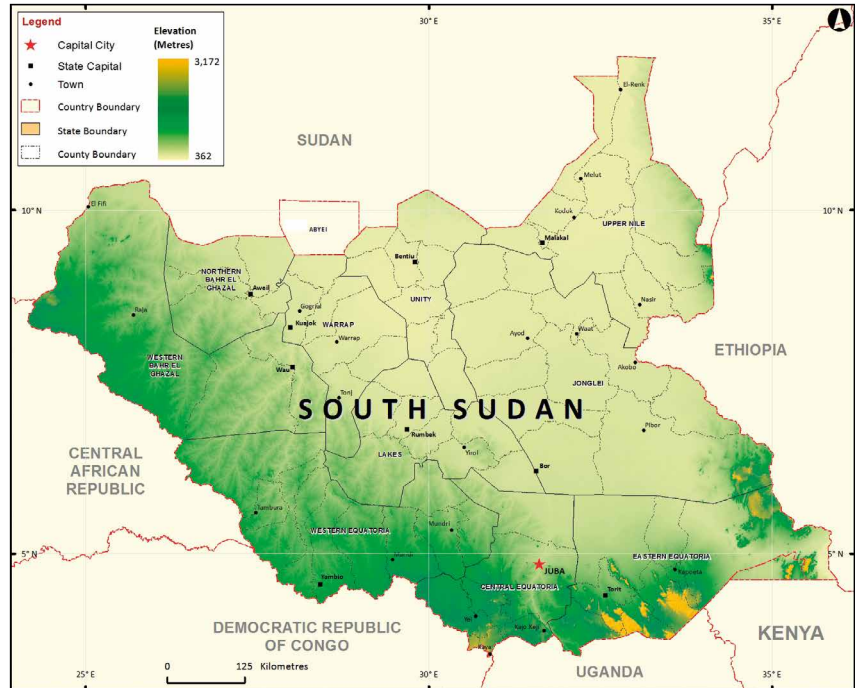 30°E
35°E
Legend
Capital City
State Capital
Town
Country Boundary
State Boundary
County Boundary
Elevation
(Metres)
3,172
362
SUDAN
El-Renk
Melut
Kodok
UPPER NILE
Malakal
10°N
10°N
El Fifi
ABYEI
Bentiu
NORTHERN
BAHR EL
GHAZAL
Aweil
UNITY
Gogrial
Nasir
Raja
Kuajok
WARRAP
Warrap
Ayod
Waat
ETHIOPIA
WESTERN
BAHR EL
GHAZAL
Wau
Akobo
JONGLEI
Tonj
SOUTH SUDAN
Rumbek
Pibor
CENTRAL
AFRICAN
REPUBLIC
LAKES
Yirol
Bor
Tambura
WESTERN EQUATORIA
Mundri
5°N
5°N
Maridi
JUBA
EASTERN EQUATORIA
Kapoeta
Yambio
CENTRAL EQUATORIA
Torit
Yei
Kajo Keji
DEMOCRATIC REPUBLIC
OF CONGO
Kaya
KENYA
UGANDA
25°E
0
125 Kilometres
30°E
35°E